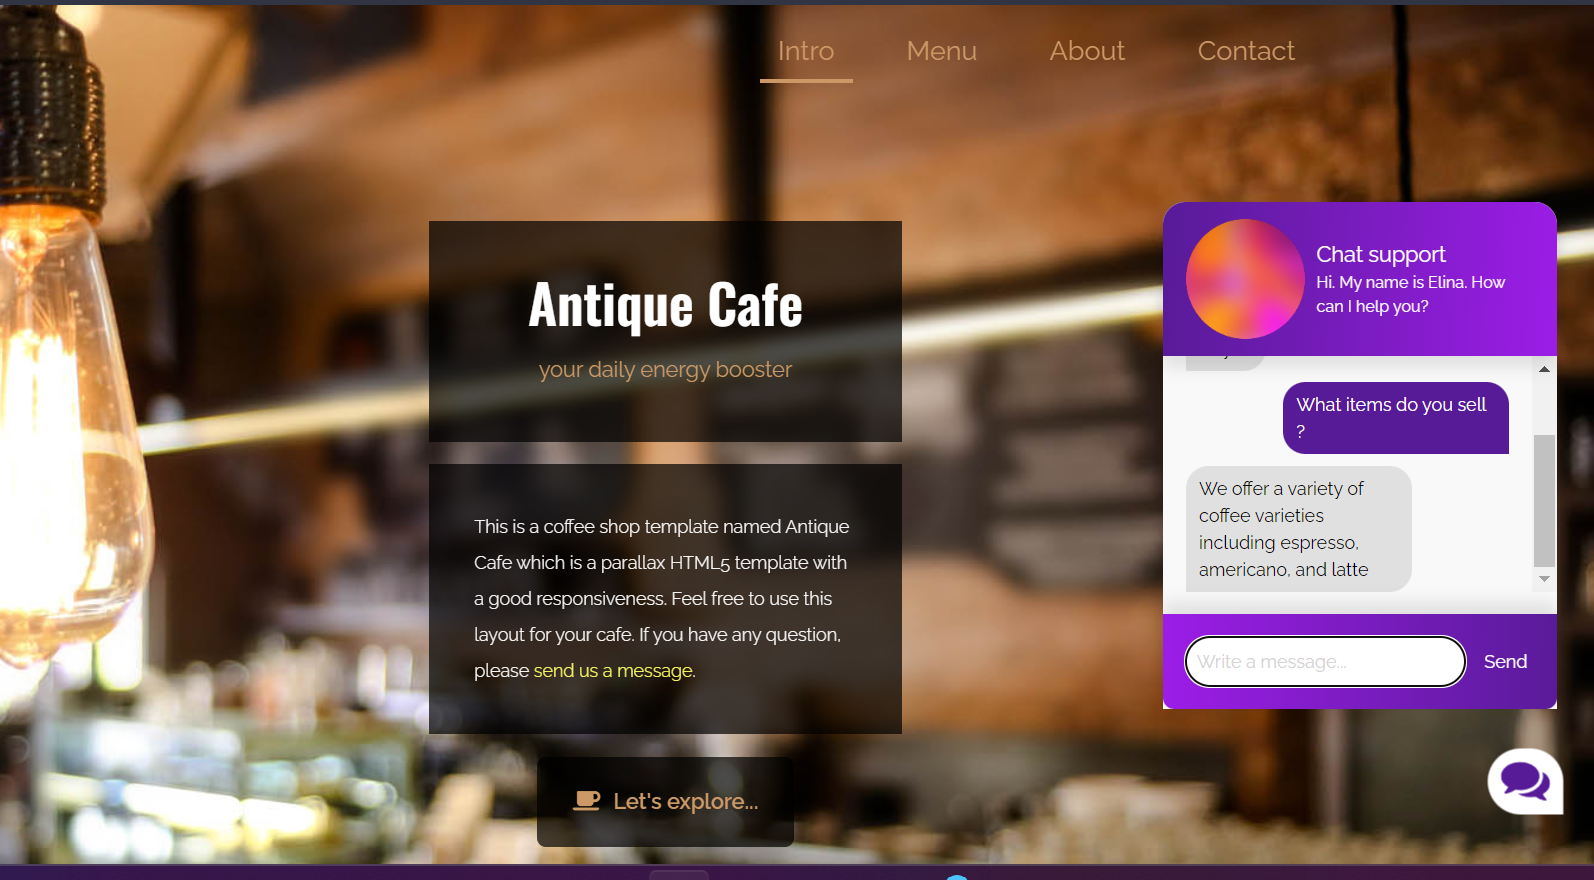 Intro Menu About Contact
Antique Cafe
your daily energy booster
This is a coffee shop template named Antique
Cafe which is a parallax HTML5 template with
a good responsiveness. Feel free to use this
layout for your cafe. If you have any question,
please send us a message.
Let's explore...
Chat support
Hi. My name is Elina. How
can I help you?
What items do you sell
?
We offer a variety of
coffee varieties
including espresso,
americano, and latte
Write a message...
Send